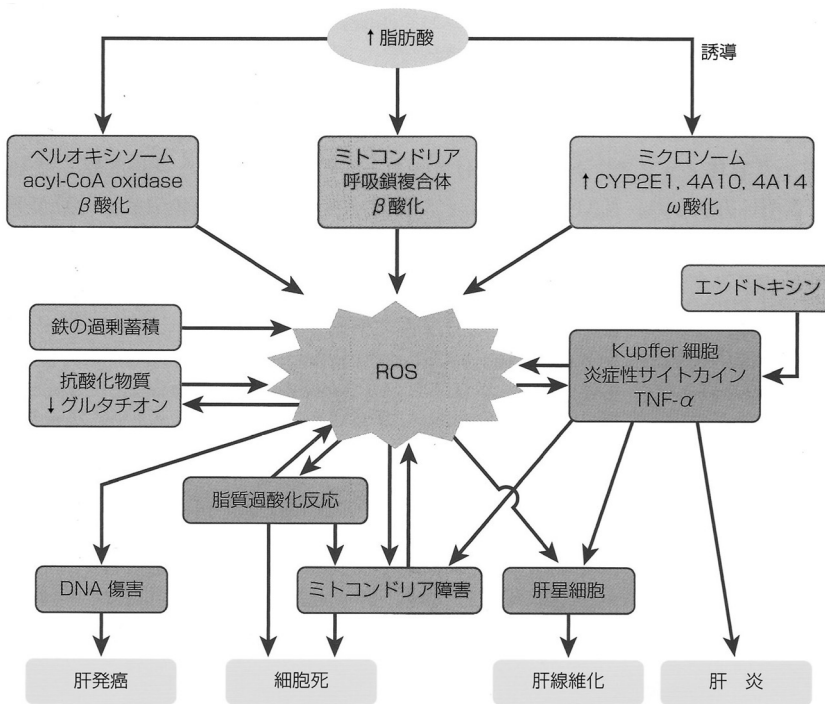 ↑脂肪酸
誘導
ペルオキシソーム
acyl-CoA oxidase
β酸化
ミトコンドリア
呼吸鎖複合体
β酸化
ミクロソーム
↑CYP2E1, 4A10, 4A14
ω酸化
エンドトキシン
鉄の過剰蓄積
抗酸化物質
↓グルタチオン
ROS
Kupffer 細胞
炎症性サイトカイン
TNF-α
脂質過酸化反応
DNA 傷害
ミトコンドリア障害
肝星細胞
肝発癌
細胞死
肝線維化
肝 炎